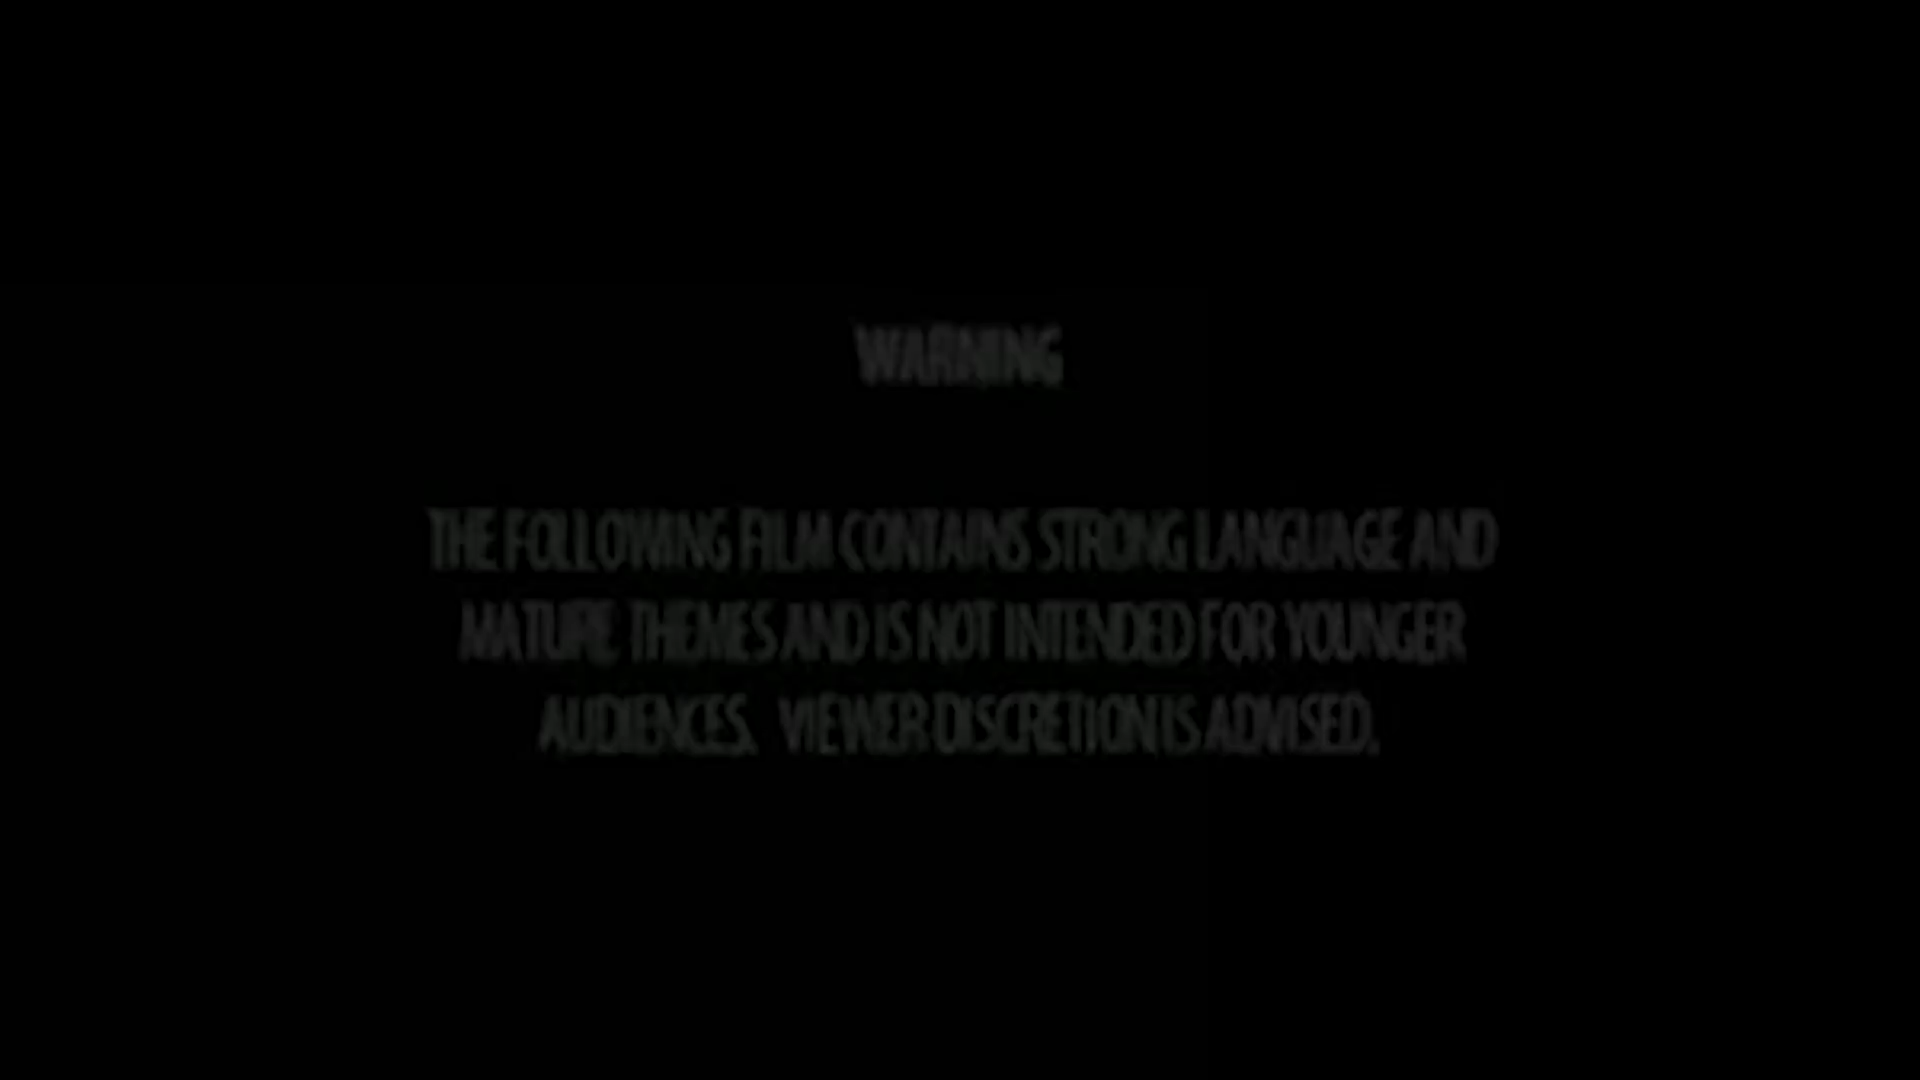 WARNING
THE FOLLOWING FILM CONTAINS STRONG LANGUAGE AND
MATURE THEMES AND IS NOT INTENDED FOR YOUNGER
AUDIENCES. VIEWER DISCRETION IS ADVISED.